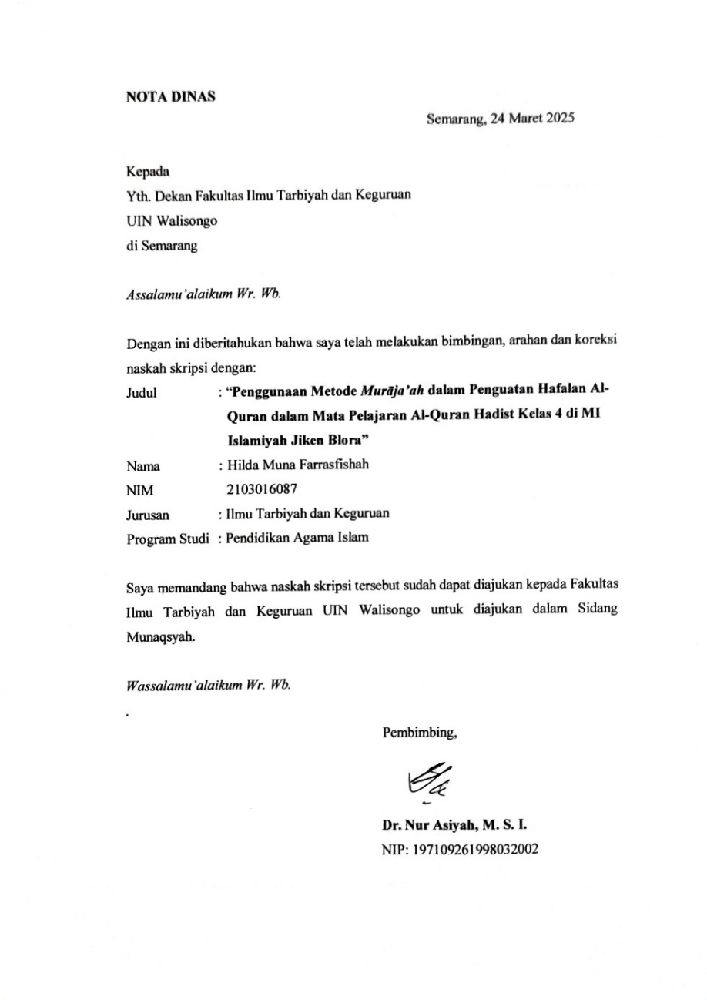 NOTA DINAS
Semarang, 24 Maret 2025
Kepada
Yth. Dekan Fakultas Ilmu Tarbiyah dan Keguruan
UIN Walisongo
di Semarang
Assalamu'alaikum Wr. Wb.
Dengan ini diberitahukan bahwa saya telah melakukan bimbingan, arahan dan koreksi
naskah skripsi dengan:
Judul : “Penggunaan Metode Murāja'ah dalam Penguatan Hafalan Al-
Quran dalam Mata Pelajaran Al-Quran Hadist Kelas 4 di MI
Islamiyah Jiken Blora”
Nama : Hilda Muna Farrasfishah
NIM 2103016087
Jurusan : Ilmu Tarbiyah dan Keguruan
Program Studi : Pendidikan Agama Islam
Saya memandang bahwa naskah skripsi tersebut sudah dapat diajukan kepada Fakultas
Ilmu Tarbiyah dan Keguruan UIN Walisongo untuk diajukan dalam Sidang
Munaqsyah.
Wassalamu'alaikum Wr. Wb.
.
Pembimbing,
Dr. Nur Asiyah, M. S. I.
NIP: 197109261998032002